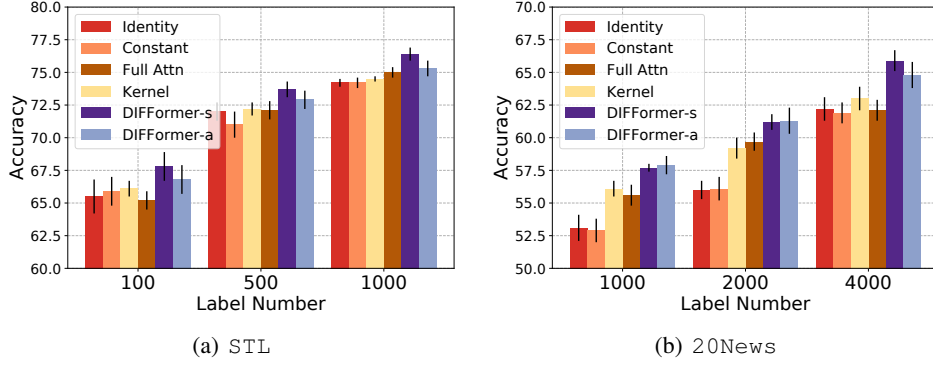 80.0
77.5
75.0
72.5
70.0
67.5
65.0
62.5
60.0
Accuracy
Identity
Constant
Full Attn
Kernel
DIFFormer-s
DIFFormer-a
100 500 1000
Label Number
(a) STL
70.0
67.5
65.0
62.5
60.0
57.5
55.0
52.5
50.0
Accuracy
Identity
Constant
Full Attn
Kernel
DIFFormer-s
DIFFormer-a
1000 2000 4000
Label Number
(b) 20News